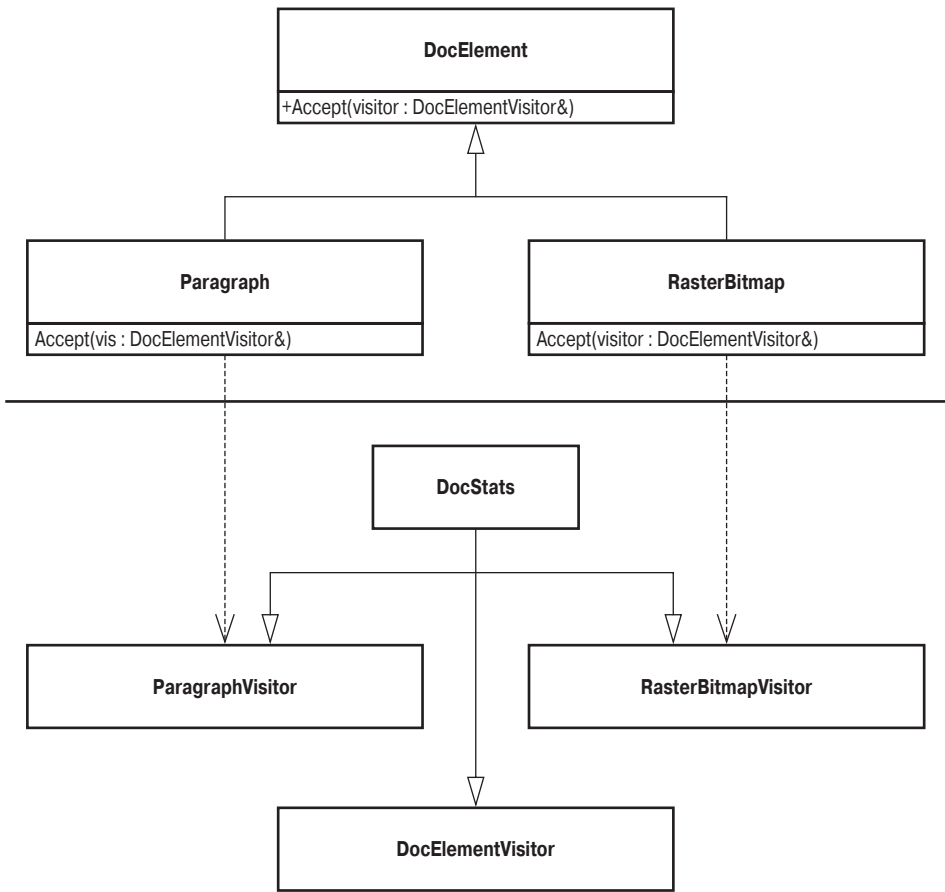 DocElement
+Accept(visitor : DocElementVisitor&)
Paragraph
Accept(vis : DocElementVisitor&)
RasterBitmap
Accept(visitor : DocElementVisitor&)
DocStats
ParagraphVisitor
RasterBitmapVisitor
DocElementVisitor